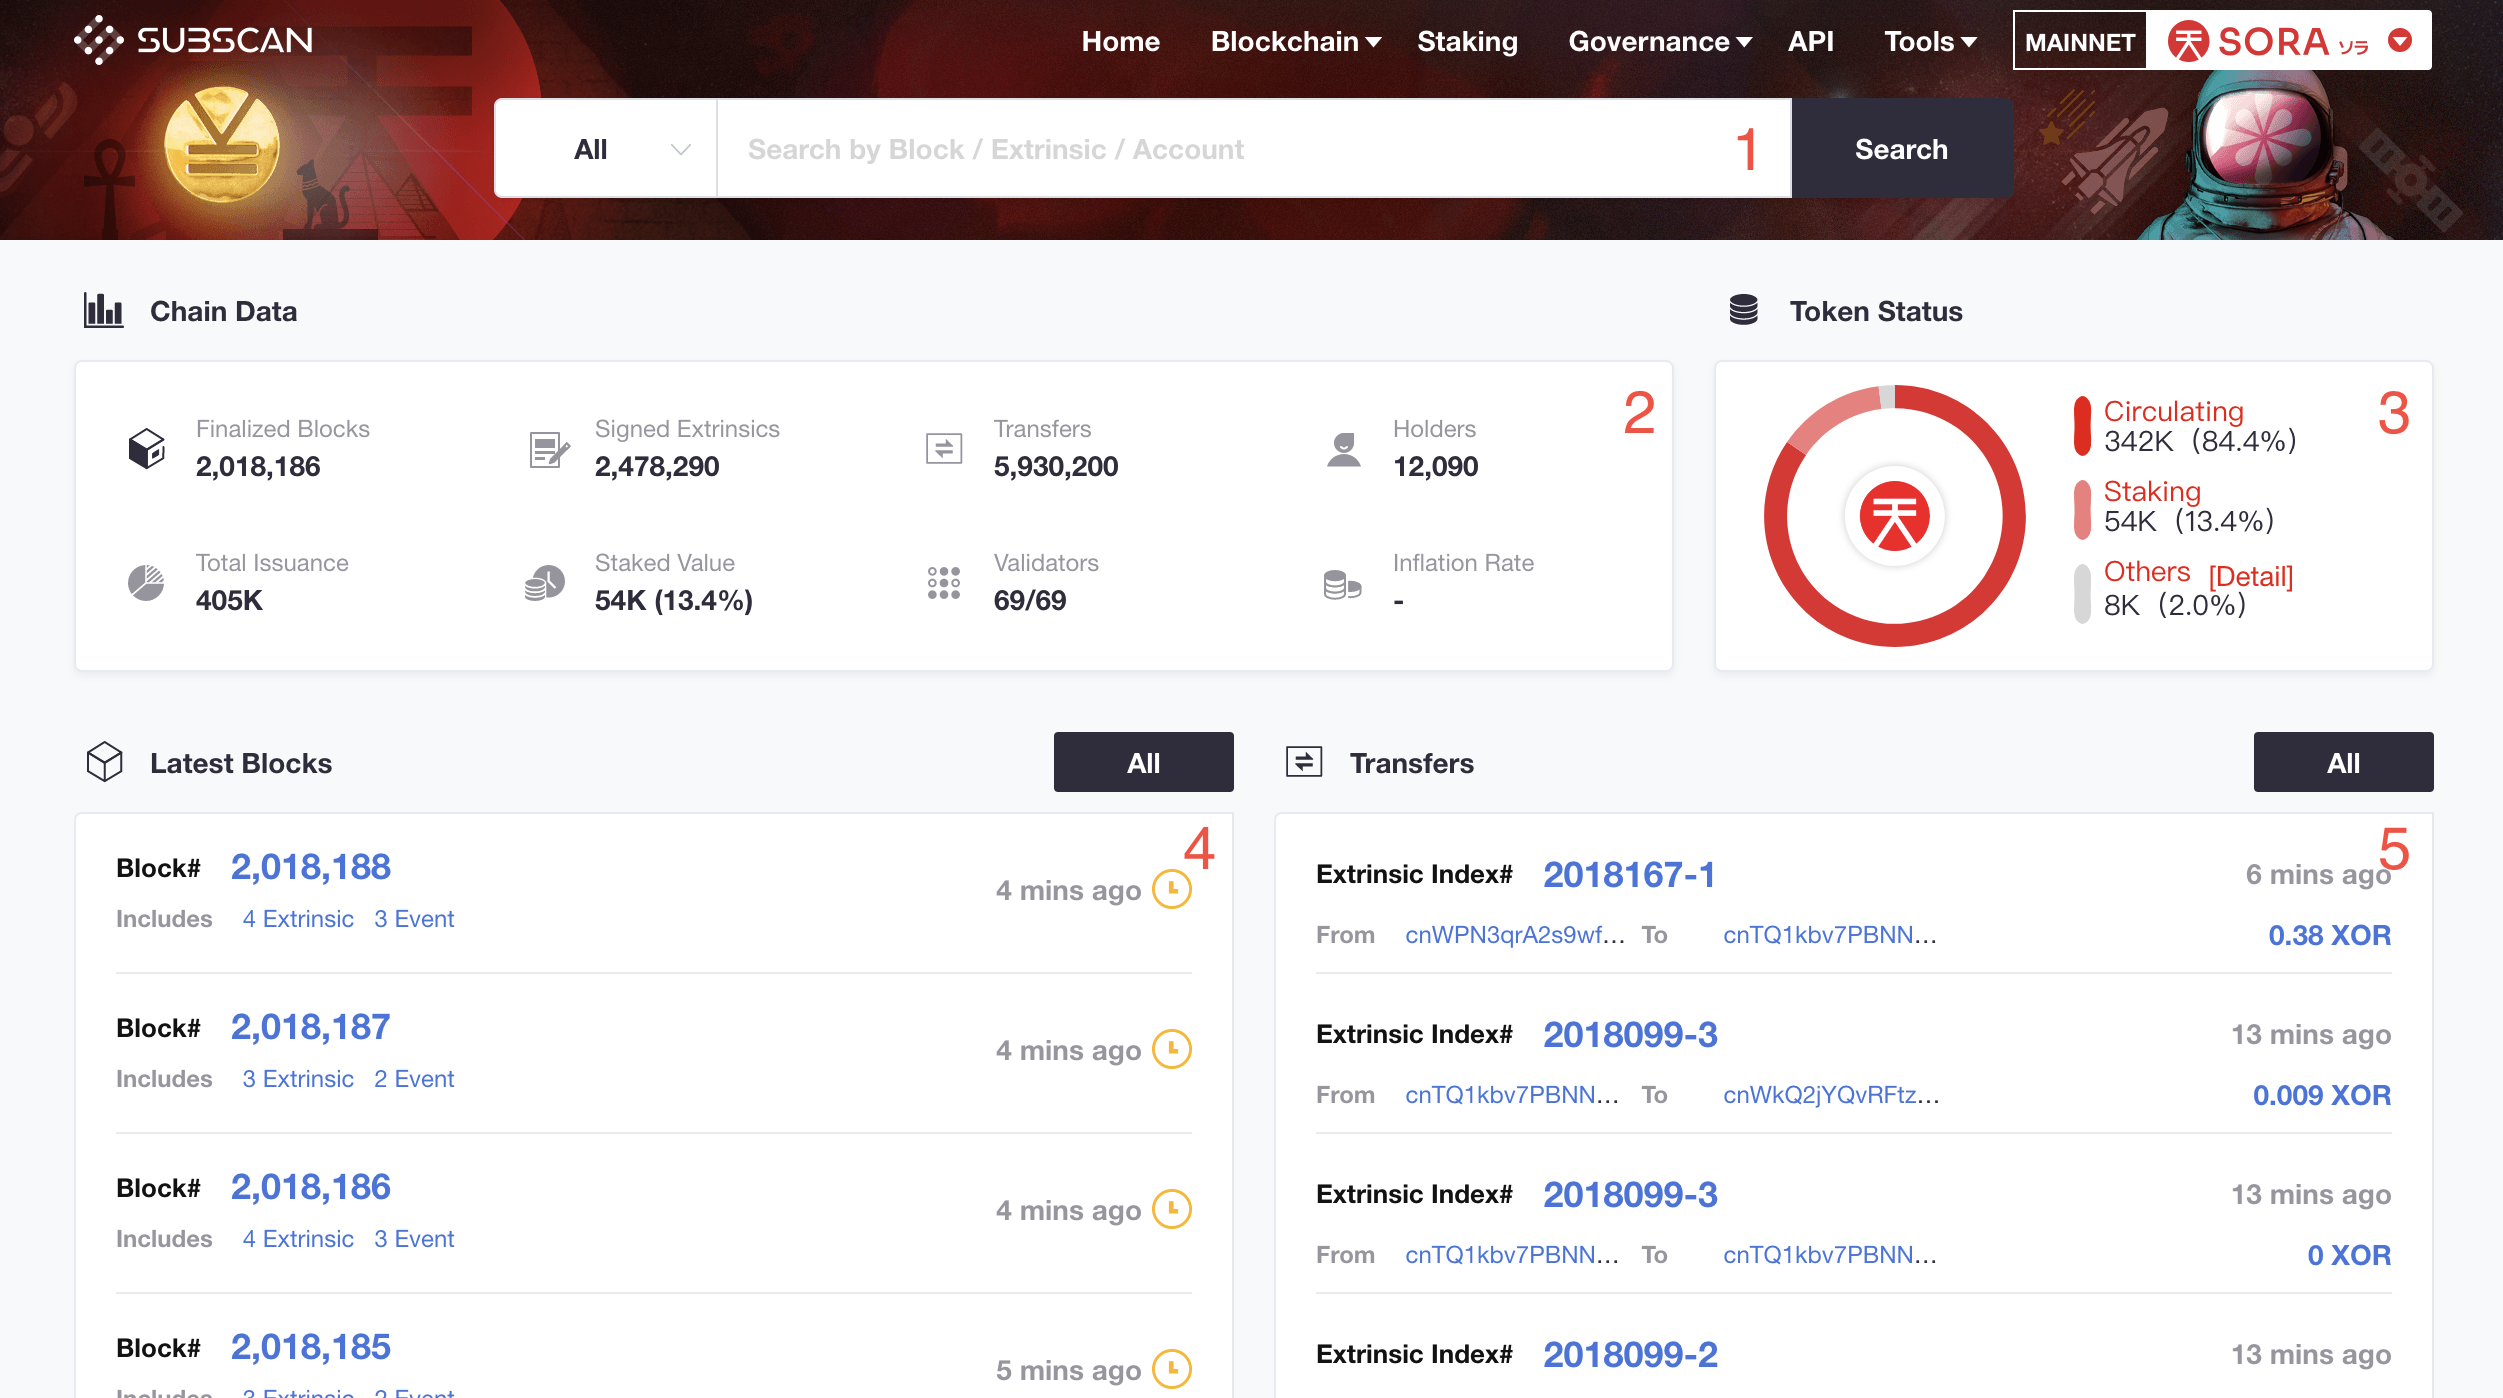 SUBSCAN
Home Blockchain Staking Governance API Tools MAINNET SORA ソラ
All Search by Block / Extrinsic / Account 1 Search
Chain Data
Token Status
2
Finalized Blocks
2,018,186
Signed Extrinsics
2,478,290
Transfers
5,930,200
Holders
12,090
Total Issuance
405K
Staked Value
54K (13.4%)
Validators
69/69
Inflation Rate
-
3
Circulating
342K (84.4%)
Staking
54K (13.4%)
Others [Detail]
8K (2.0%)
Latest Blocks All
4
Block# 2,018,188
4 mins ago
Includes 4 Extrinsic 3 Event
Block# 2,018,187
4 mins ago
Includes 3 Extrinsic 2 Event
Block# 2,018,186
4 mins ago
Includes 4 Extrinsic 3 Event
Block# 2,018,185
5 mins ago
Includes 3 Extrinsic 2 Event
Transfers All
5
Extrinsic Index# 2018167-1 6 mins ago
From cnWPN3qrA2s9wf... To cnTQ1kbv7PBNN... 0.38 XOR
Extrinsic Index# 2018099-3 13 mins ago
From cnTQ1kbv7PBNN... To cnWkQ2jYQvRFtz... 0.009 XOR
Extrinsic Index# 2018099-3 13 mins ago
From cnTQ1kbv7PBNN... To cnTQ1kbv7PBNN... 0 XOR
Extrinsic Index# 2018099-2 13 mins ago